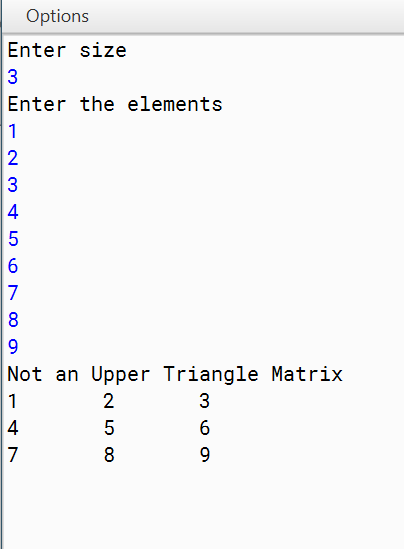 Options
Enter size
3
Enter the elements
1
2
3
4
5
6
7
8
9
Not an Upper Triangle Matrix
1 2 3
4 5 6
7 8 9